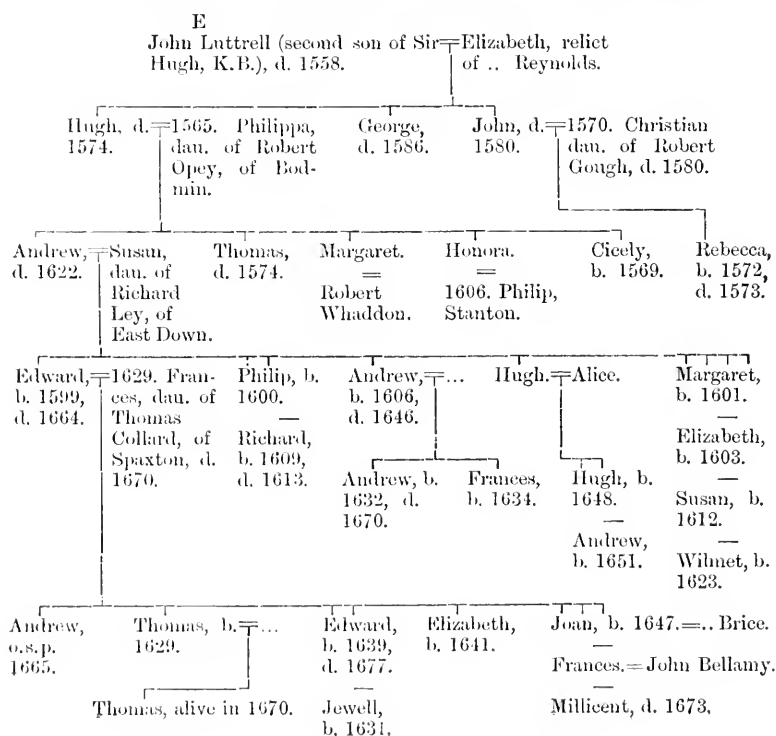 E
John Luttrell (second son of Sir=Elizabeth, relict
Hugh, K.B.), d. 1558. of .. Reynolds.
Hugh, d.=1565. Philippa, George, John, d.=1570. Christian
1574. dau. of Robert d. 1586. 1580. dau. of Robert
Opey, of Bod- Gough, d. 1580.
min.
Andrew,=Susan, Thomas, Margaret. Honora. Cicely, Rebecca,
d. 1622. dau. of d. 1574. = = b. 1569. b. 1572,
Richard Robert 1606. Philip, d. 1573.
Ley, of Whaddon. Stanton.
East Down.
Edward,=1629. Fran- Philip, b. Andrew,=... Hugh.=Alice. Margaret,
b. 1599, ces, dau. of 1600. b. 1606, b. 1601.
d. 1664. Thomas — d. 1646. —
Collard, of Richard, Elizabeth,
Spaxton, d. b. 1609, b. 1603.
1670. d. 1613. —
Andrew, b. Frances, Hugh, b. Susan, b.
1632, d. b. 1634. 1648. 1612.
1670. — —
Andrew, Wilmet, b.
b. 1651. 1623.
Andrew, Thomas, b.=... Edward, Elizabeth, Joan, b. 1647.=.. Brice.
o.s.p. 1629. b. 1639, b. 1641. —
1665. d. 1677. Frances.=John Bellamy.
— —
Thomas, alive in 1670. Jewell, Millicent, d. 1673.
b. 1631.